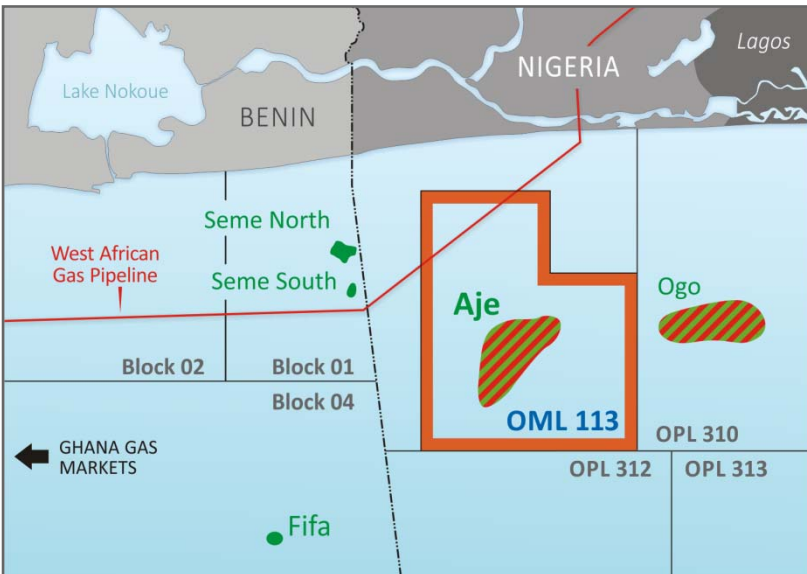 Lagos
NIGERIA
Lake Nokoue
BENIN
Seme North
West African
Gas Pipeline
Seme South
Ogo
Aje
Block 02
Block 01
Block 04
OML 113
OPL 310
GHANA GAS
MARKETS
OPL 312
OPL 313
Fifa